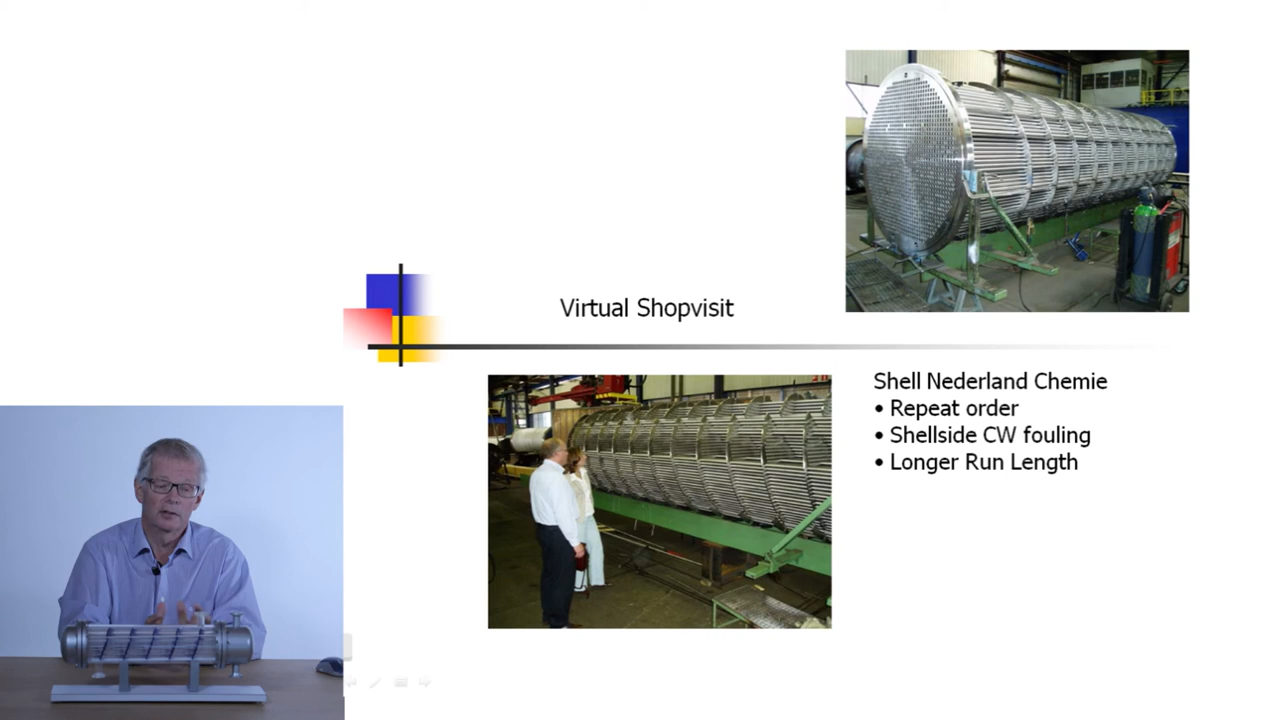 Virtual Shopvisit
Shell Nederland Chemie
• Repeat order
• Shellside CW fouling
• Longer Run Length